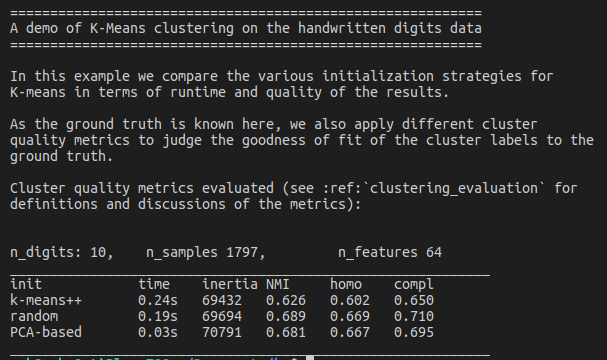 ===========================================================
A demo of K-Means clustering on the handwritten digits data
===========================================================
In this example we compare the various initialization strategies for
K-means in terms of runtime and quality of the results.
As the ground truth is known here, we also apply different cluster
quality metrics to judge the goodness of fit of the cluster labels to the
ground truth.
Cluster quality metrics evaluated (see :ref:`clustering_evaluation` for
definitions and discussions of the metrics):
n_digits: 10,    n_samples 1797,         n_features 64
____________________________________________________________
init            time    inertia NMI     homo    compl
k-means++       0.24s   69432   0.626   0.602   0.650
random          0.19s   69694   0.689   0.669   0.710
PCA-based       0.03s   70791   0.681   0.667   0.695
____________________________________________________________